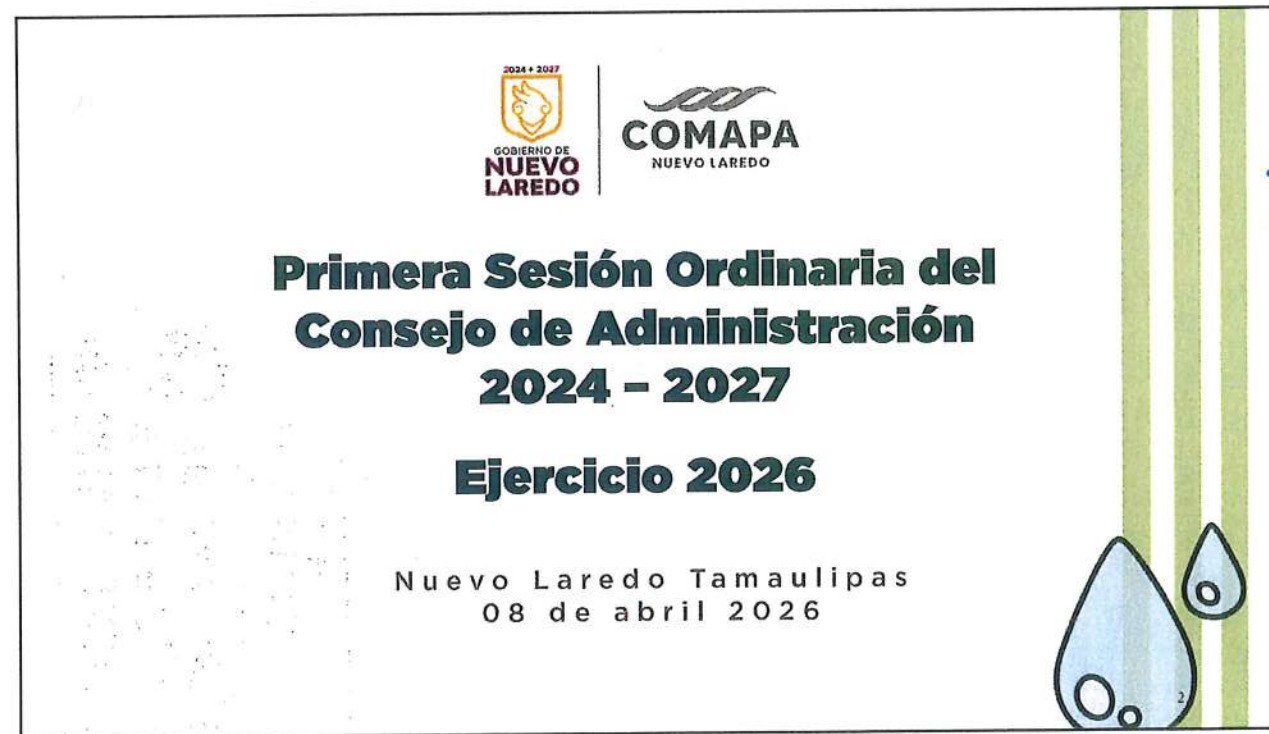 2024 + 2027
GOBIERNO DE
NUEVO
LAREDO
COMAPA
NUEVO LAREDO
Primera Sesión Ordinaria del
Consejo de Administración
2024 – 2027
Ejercicio 2026
Nuevo Laredo Tamaulipas
08 de abril 2026
2